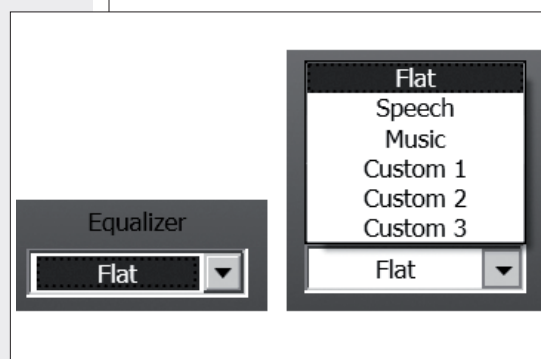 Equalizer
Flat
Flat
Speech
Music
Custom 1
Custom 2
Custom 3
Flat